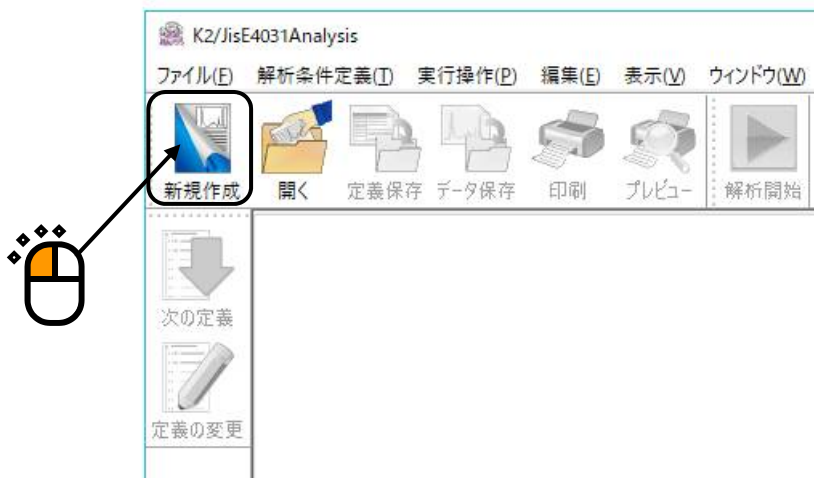 K2/JisE4031Analysis
ファイル(F) 解析条件定義(T) 実行操作(P) 編集(E) 表示(V) ウィンドウ(W)
新規作成 開く 定義保存 データ保存 印刷 プレビュー 解析開始
次の定義
定義の変更